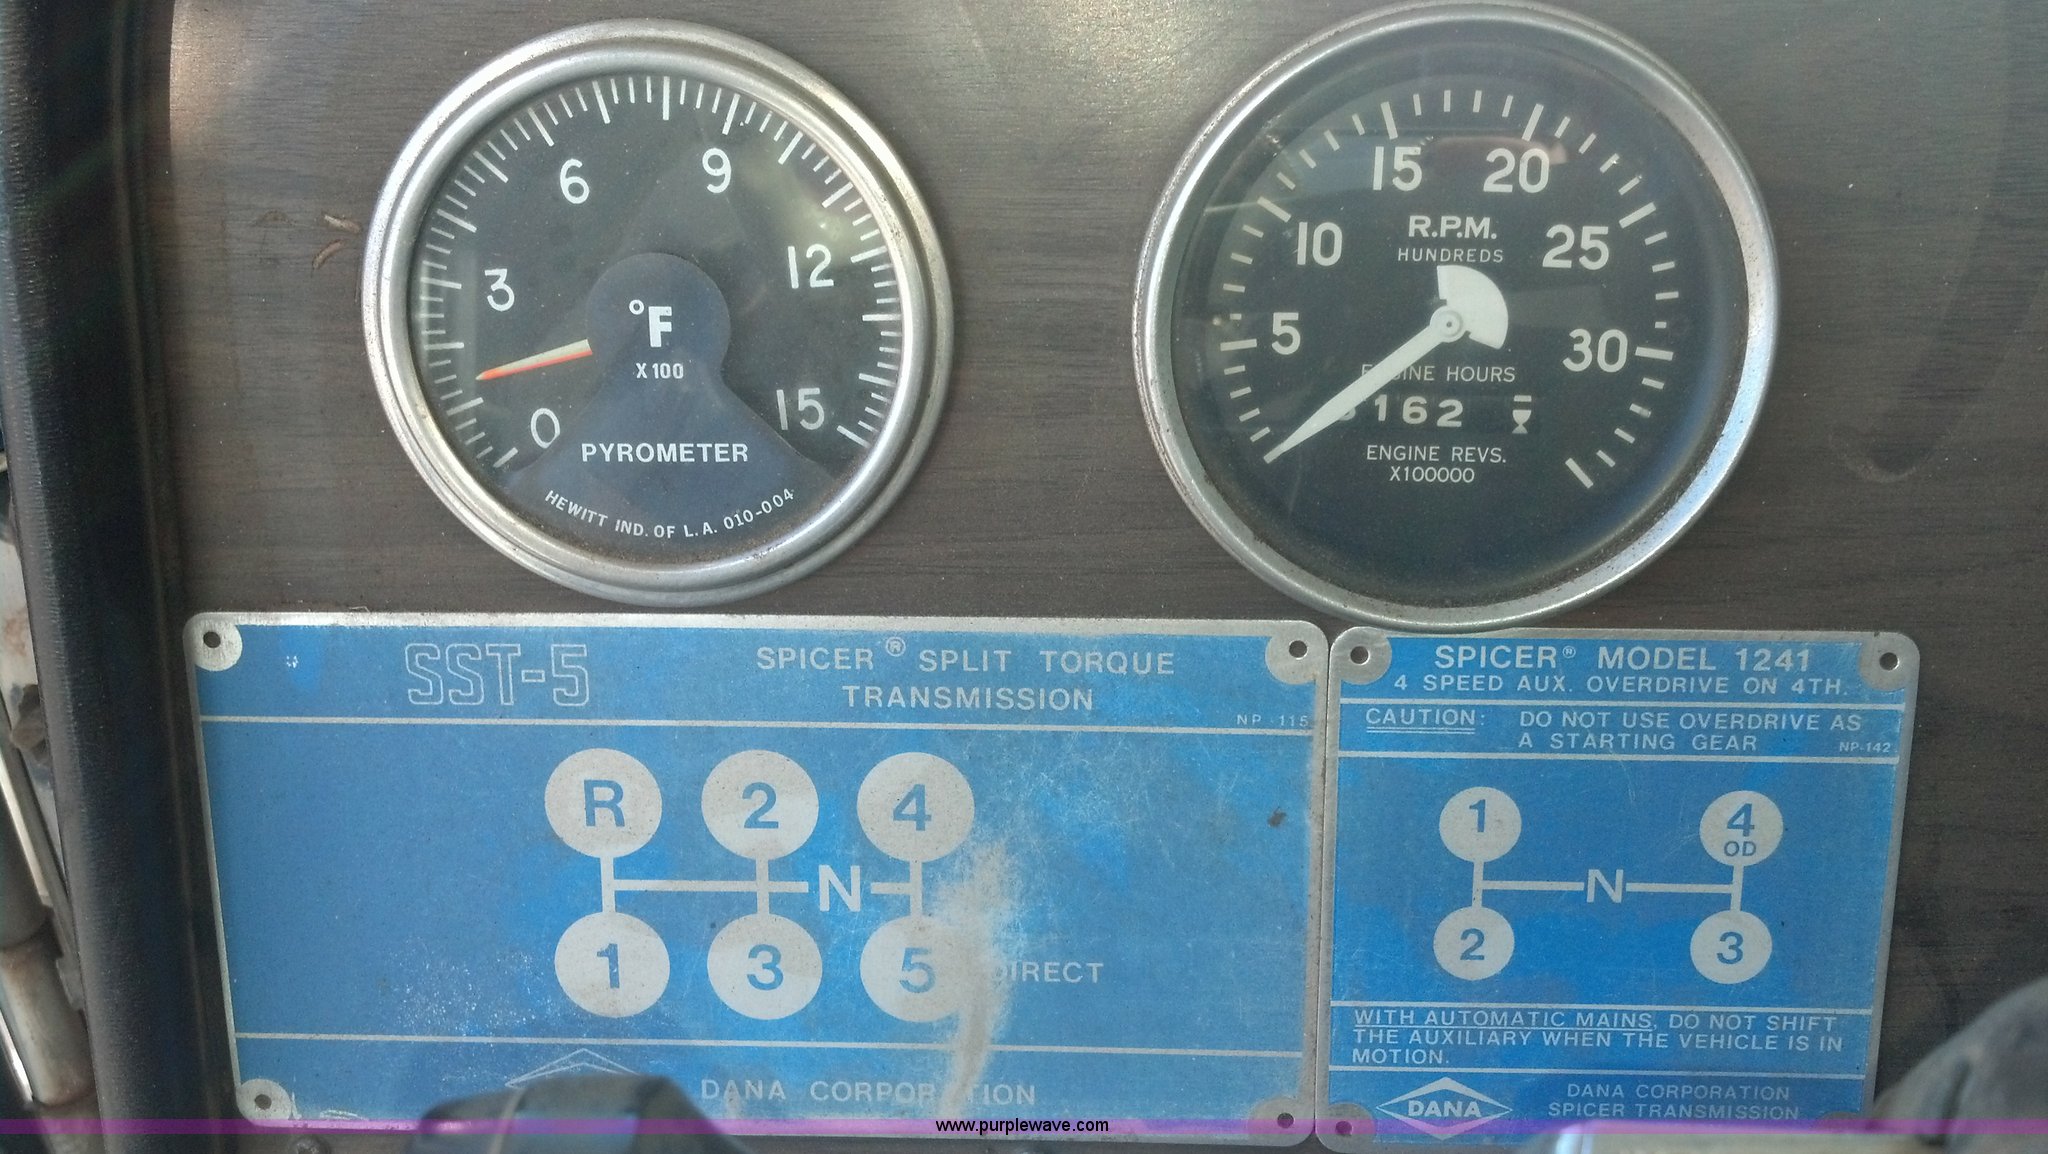 0
3
6
9
12
15
°F
X 100
PYROMETER
HEWITT IND. OF L.A. 010-004
5
10
15
20
25
30
R.P.M.
HUNDREDS
HOURS
162
ENGINE REVS.
X100000
SST-5
SPICER® SPLIT TORQUE
TRANSMISSION
NP-115
R 2 4
N
1 3 5 DIRECT
DANA CORPORATION
SPICER® MODEL 1241
4 SPEED AUX. OVERDRIVE ON 4TH.
CAUTION: DO NOT USE OVERDRIVE AS
A STARTING GEAR
NP-142
1 4
OD
N
2 3
WITH AUTOMATIC MAINS, DO NOT SHIFT
THE AUXILIARY WHEN THE VEHICLE IS IN
MOTION.
DANA
DANA CORPORATION
SPICER TRANSMISSION
www.purplewave.com